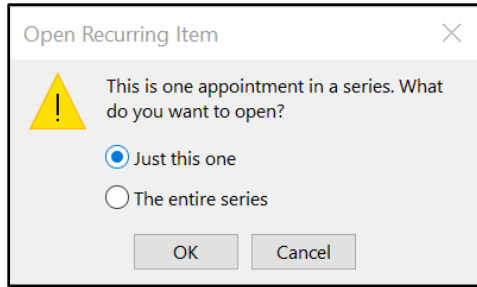 Open Recurring Item
This is one appointment in a series. What
do you want to open?
Just this one
The entire series
OK Cancel